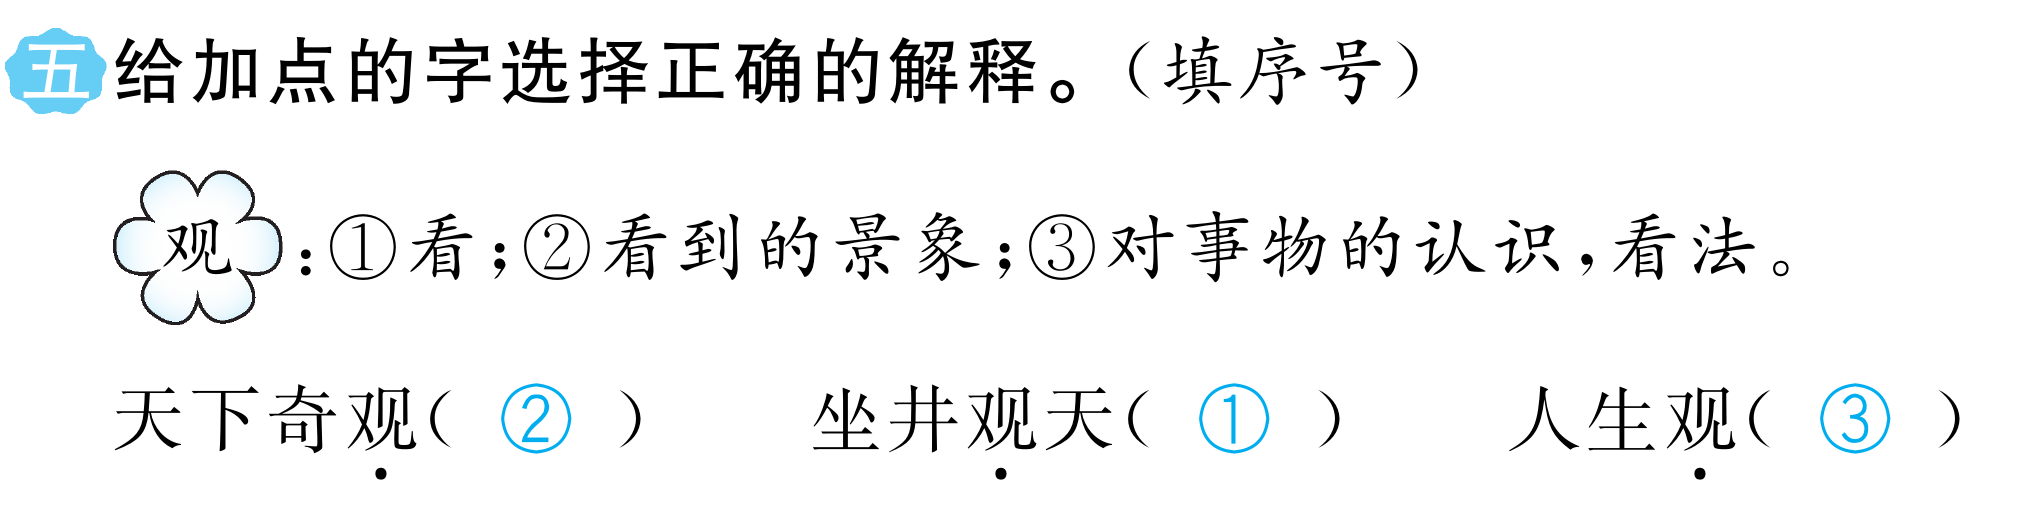 五 给加点的字选择正确的解释。（填序号）
观：①看；②看到的景象；③对事物的认识，看法。
天下奇观（ ② ） 坐井观天（ ① ） 人生观（ ③ ）